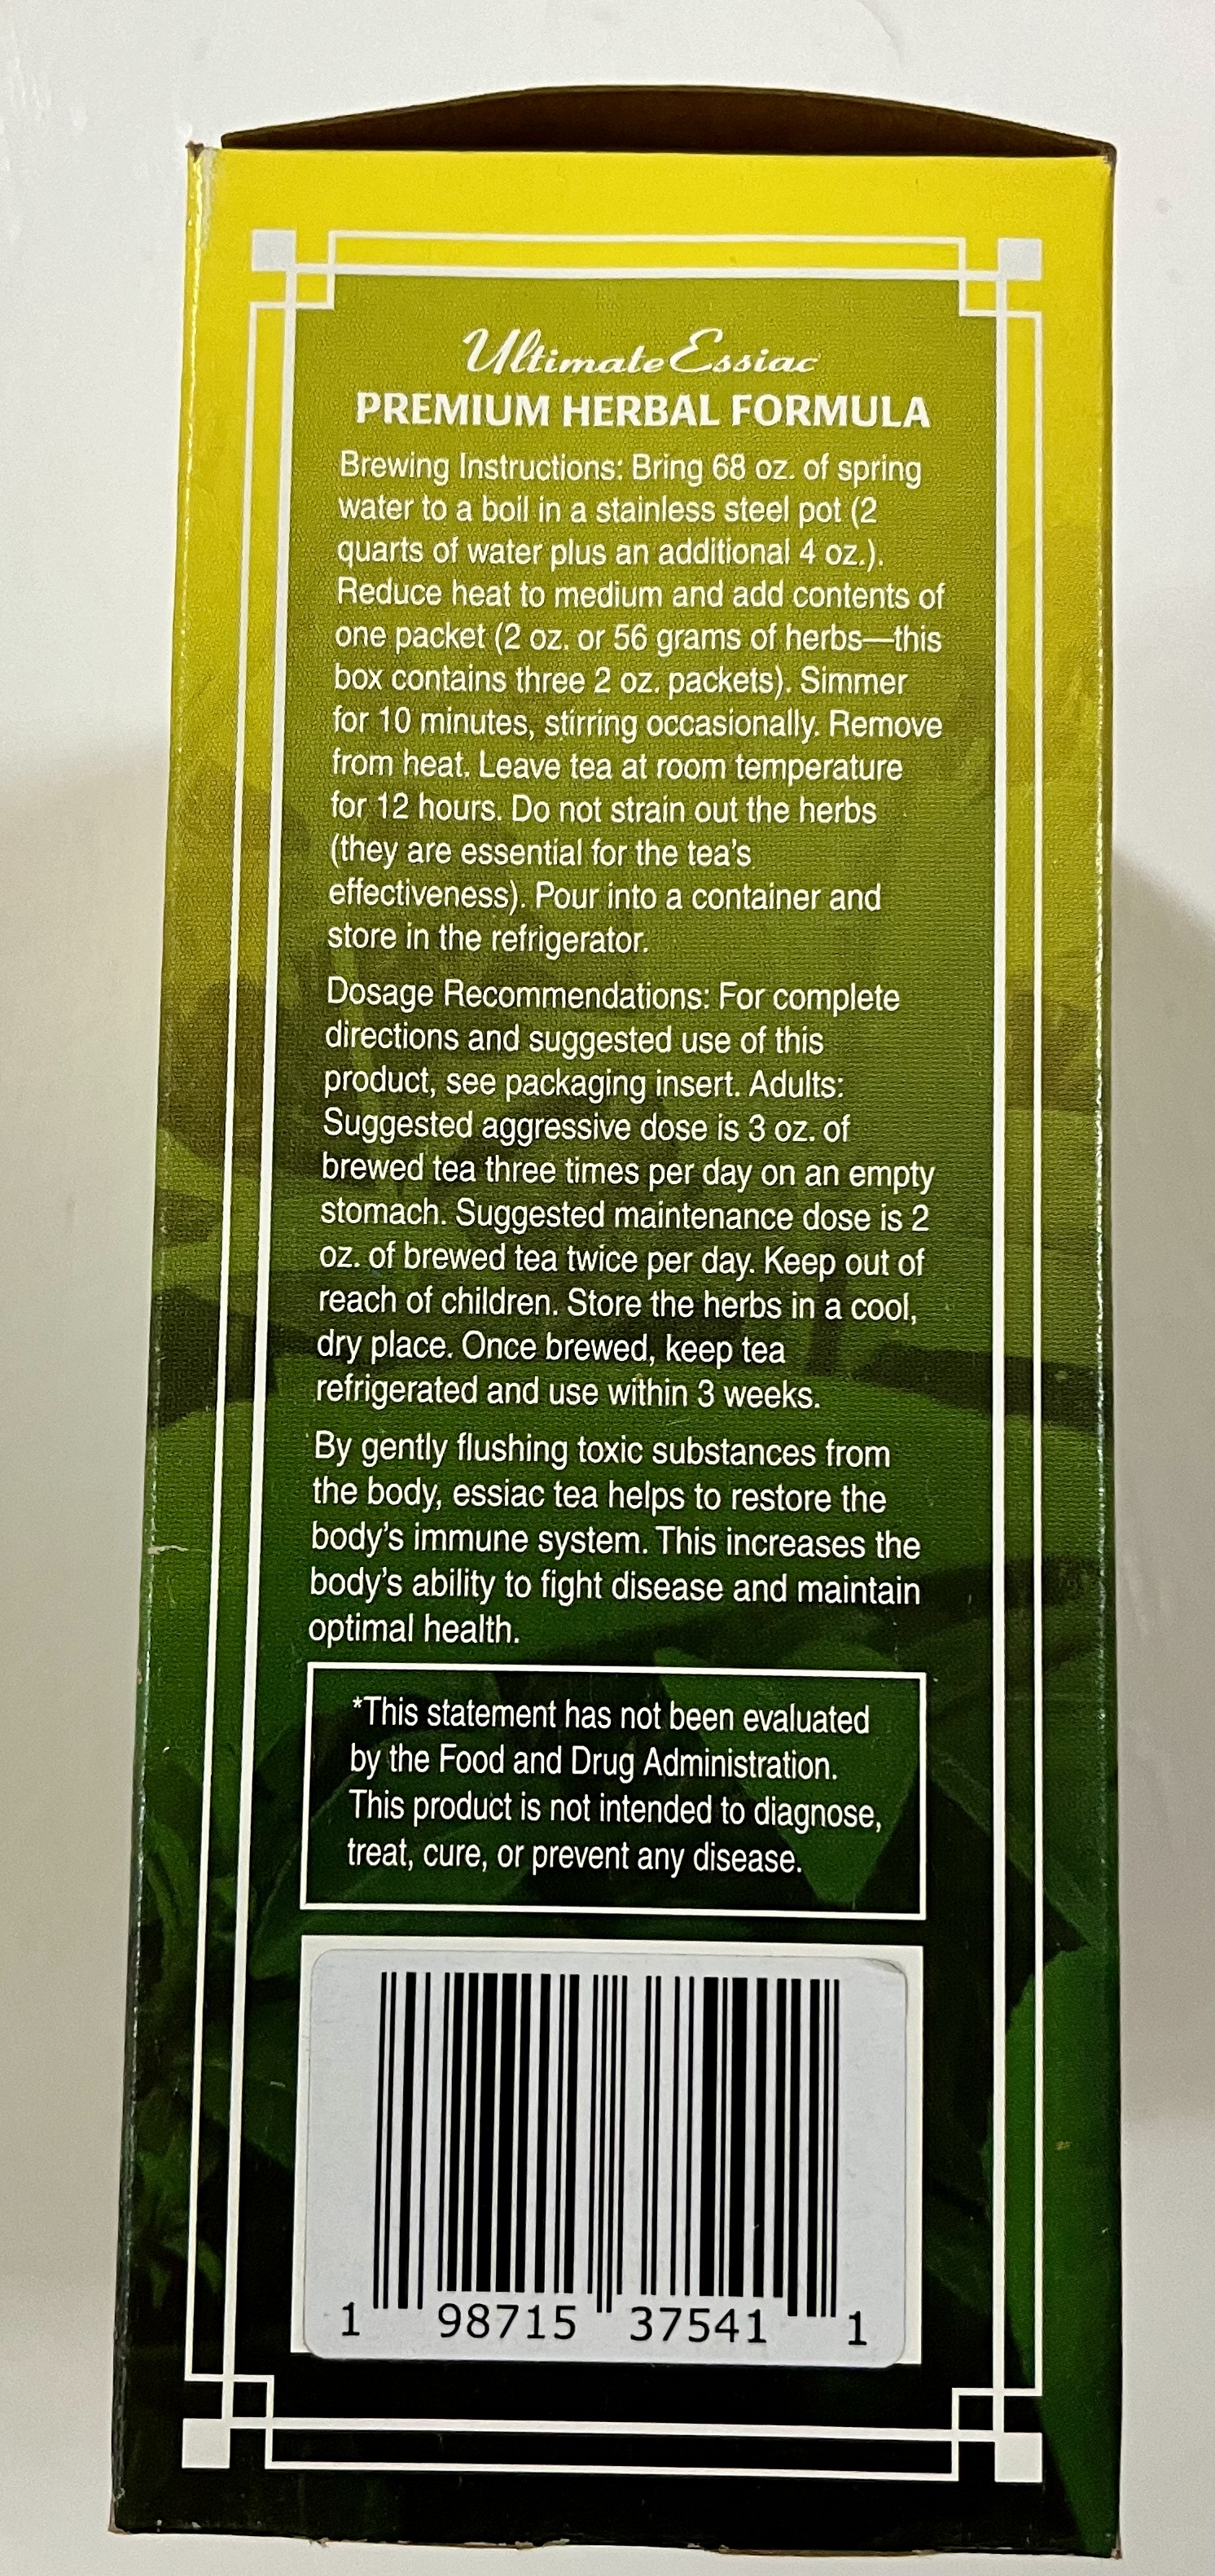 Ultimate Essiac
PREMIUM HERBAL FORMULA
Brewing Instructions: Bring 68 oz. of spring
water to a boil in a stainless steel pot (2
quarts of water plus an additional 4 oz.).
Reduce heat to medium and add contents of
one packet (2 oz. or 56 grams of herbs—this
box contains three 2 oz. packets). Simmer
for 10 minutes, stirring occasionally. Remove
from heat. Leave tea at room temperature
for 12 hours. Do not strain out the herbs
(they are essential for the tea's
effectiveness). Pour into a container and
store in the refrigerator.
Dosage Recommendations: For complete
directions and suggested use of this
product, see packaging insert. Adults:
Suggested aggressive dose is 3 oz. of
brewed tea three times per day on an empty
stomach. Suggested maintenance dose is 2
oz. of brewed tea twice per day. Keep out of
reach of children. Store the herbs in a cool,
dry place. Once brewed, keep tea
refrigerated and use within 3 weeks.
By gently flushing toxic substances from
the body, essiac tea helps to restore the
body's immune system. This increases the
body's ability to fight disease and maintain
optimal health.
*This statement has not been evaluated
by the Food and Drug Administration.
This product is not intended to diagnose,
treat, cure, or prevent any disease.
1 98715 37541 1